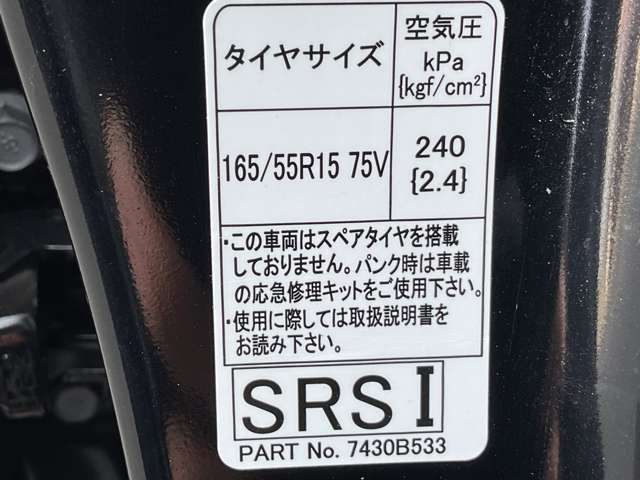 タイヤサイズ
空気圧
kPa
{kgf/cm²}
165/55R15 75V
240
{2.4}
・この車両はスペアタイヤを搭載
しておりません。パンク時は車載
の応急修理キットをご使用下さい。
・使用に際しては取扱説明書を
お読み下さい。
SRS I
PART No. 7430B533